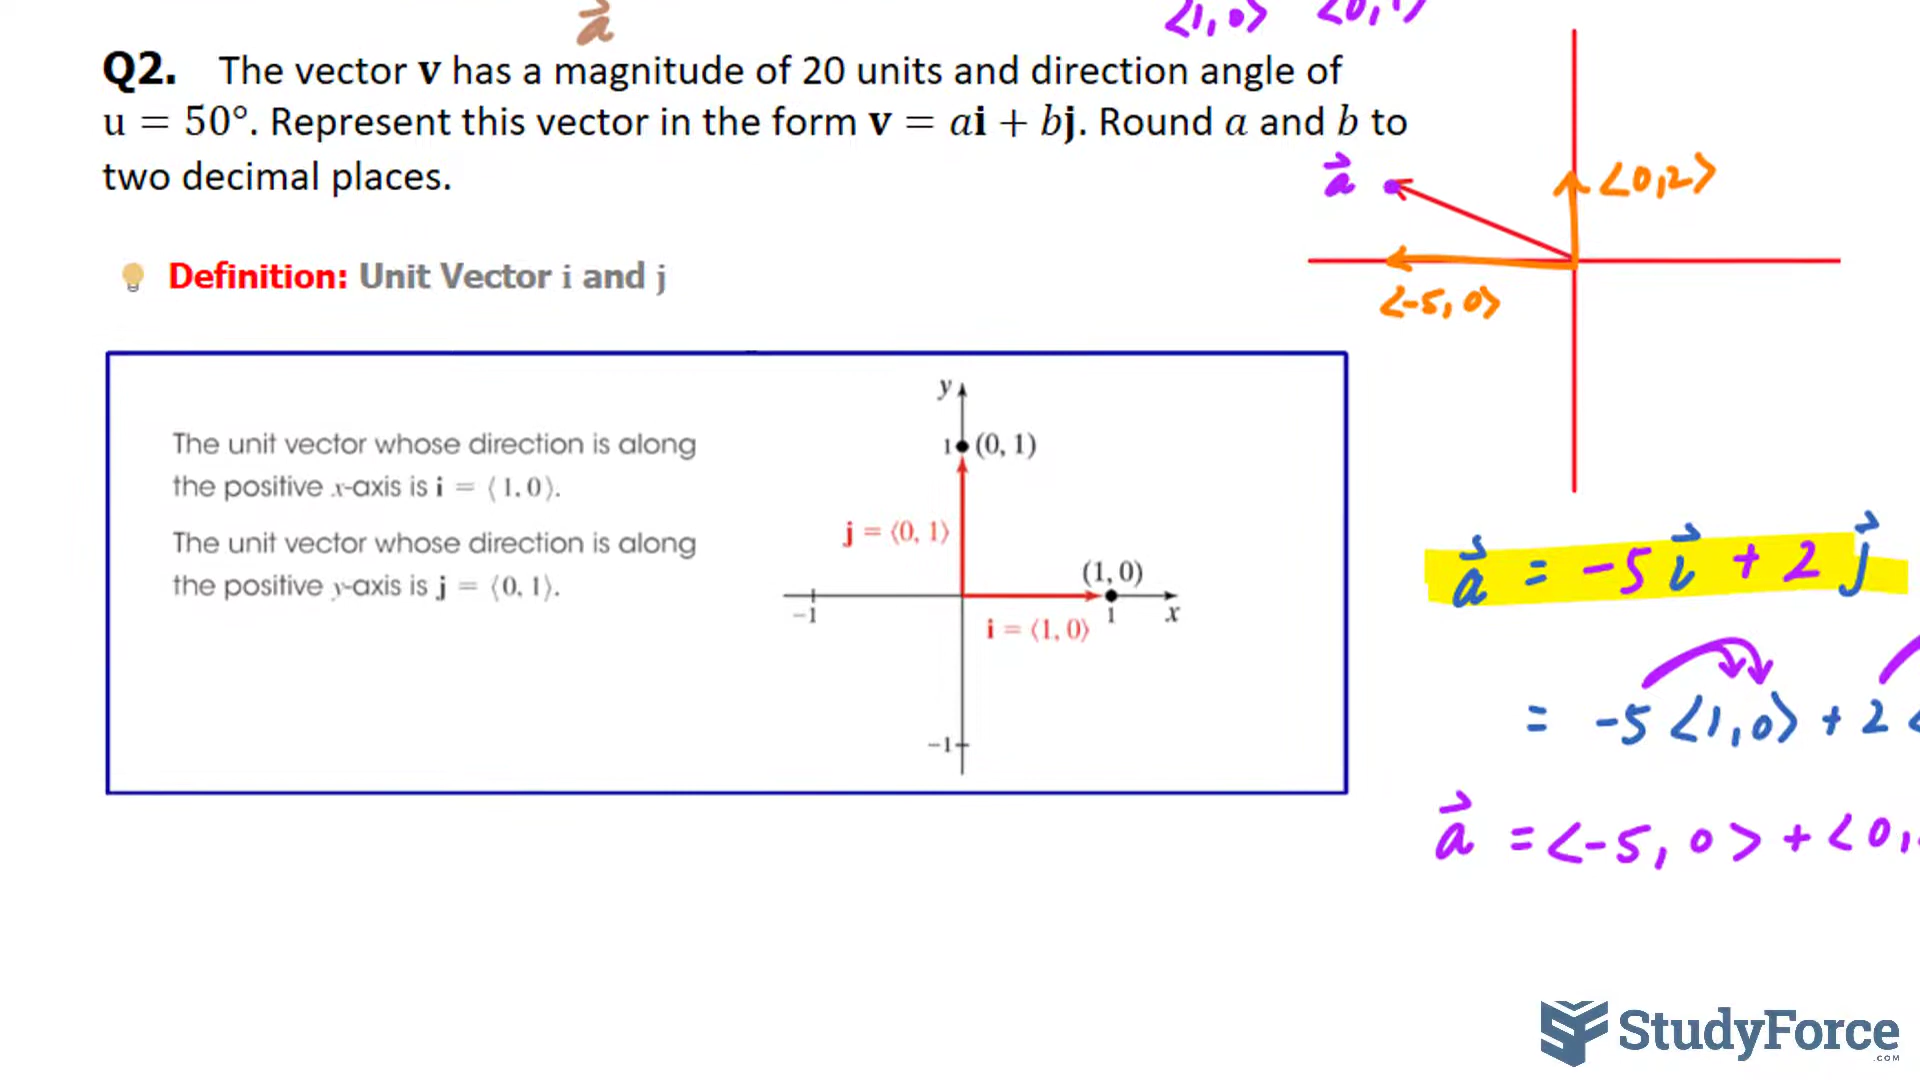 a
<1, 0> <0, 1>
Q2. The vector v has a magnitude of 20 units and direction angle of
u = 50°. Represent this vector in the form v = ai + bj. Round a and b to
two decimal places.
a
<0,2>
<-5, 0>
Definition: Unit Vector i and j
The unit vector whose direction is along
the positive x-axis is i = ⟨1. 0⟩.
The unit vector whose direction is along
the positive y-axis is j = ⟨0, 1⟩.
y
1 (0, 1)
j = ⟨0, 1⟩
(1, 0)
-1 1 x
i = ⟨1, 0⟩
-1
a = -5 i + 2 j
= -5 <1, 0> + 2 <
a = <-5, 0> + <0,
StudyForce
.COM